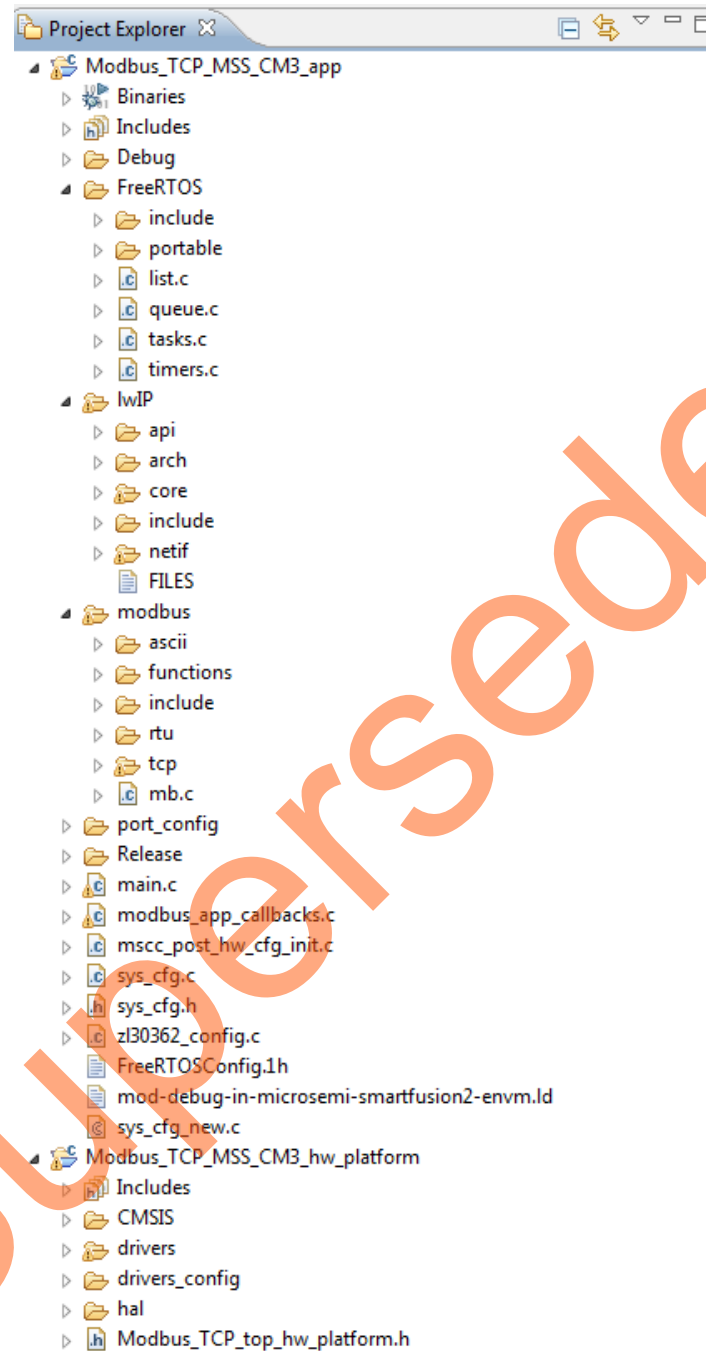 Project Explorer
Modbus_TCP_MSS_CM3_app
Binaries
Includes
Debug
FreeRTOS
include
portable
list.c
queue.c
tasks.c
timers.c
lwIP
api
arch
core
include
netif
FILES
modbus
ascii
functions
include
rtu
tcp
mb.c
port_config
Release
main.c
modbus_app_callbacks.c
mscc_post_hw_cfg_init.c
sys_cfg.c
sys_cfg.h
zl30362_config.c
FreeRTOSConfig.1h
mod-debug-in-microsemi-smartfusion2-envm.ld
sys_cfg_new.c
Modbus_TCP_MSS_CM3_hw_platform
Includes
CMSIS
drivers
drivers_config
hal
Modbus_TCP_top_hw_platform.h
Supersede